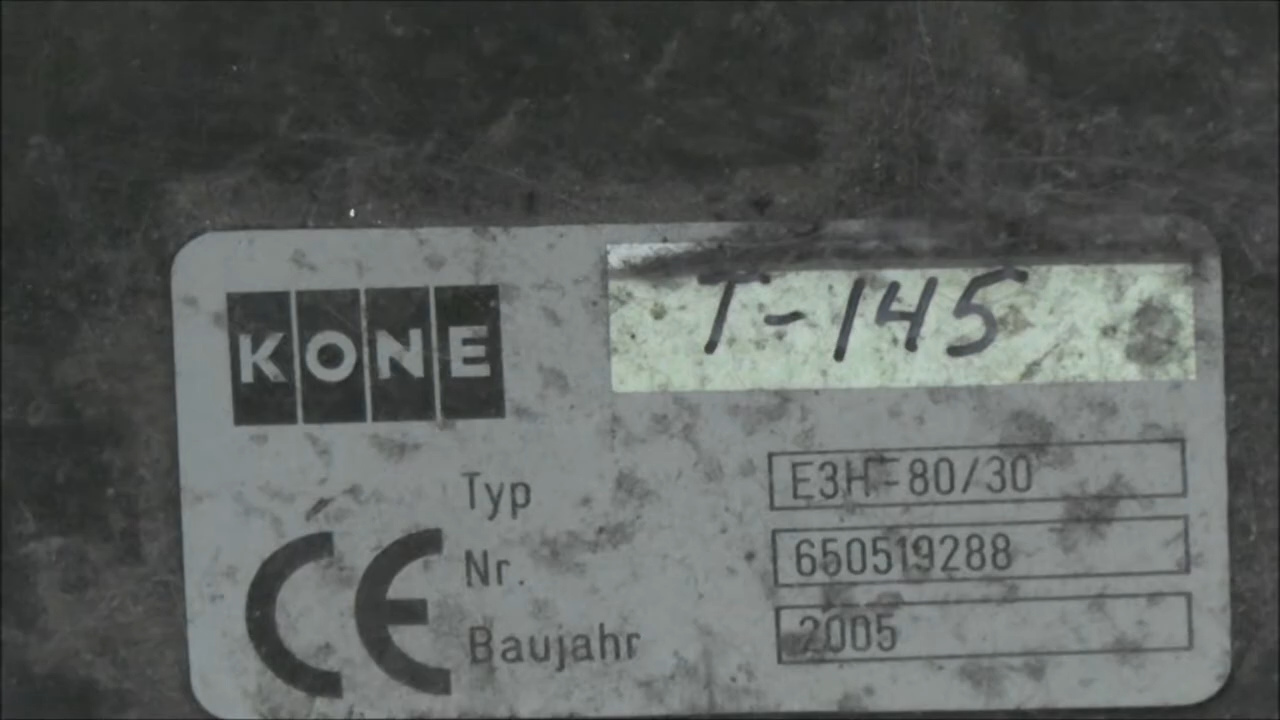 KONE
T-145
Typ E3H-80/30
Nr. 650519288
Baujahr 2005
CE